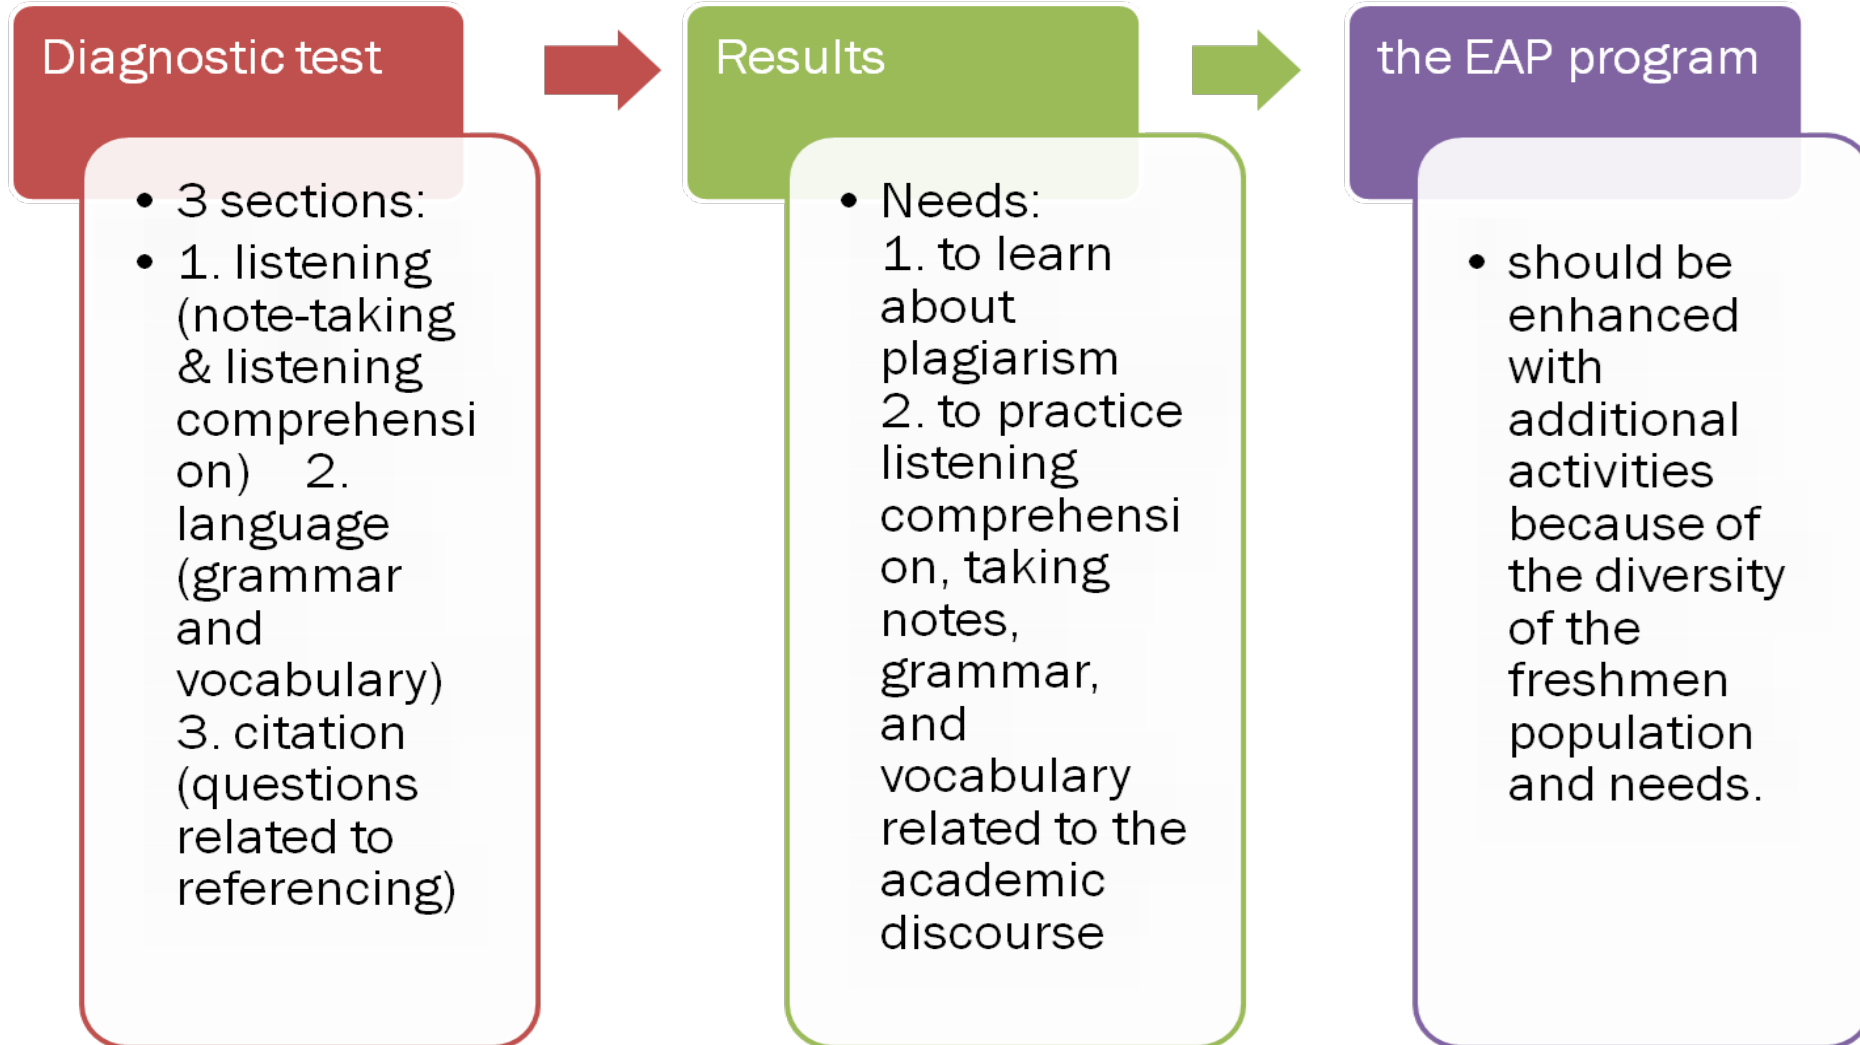 Diagnostic test
• 3 sections:
• 1. listening
(note-taking
& listening
comprehensi
on) 2.
language
(grammar
and
vocabulary)
3. citation
(questions
related to
referencing)
Results
• Needs:
1. to learn
about
plagiarism
2. to practice
listening
comprehensi
on, taking
notes,
grammar,
and
vocabulary
related to the
academic
discourse
the EAP program
• should be
enhanced
with
additional
activities
because of
the diversity
of the
freshmen
population
and needs.